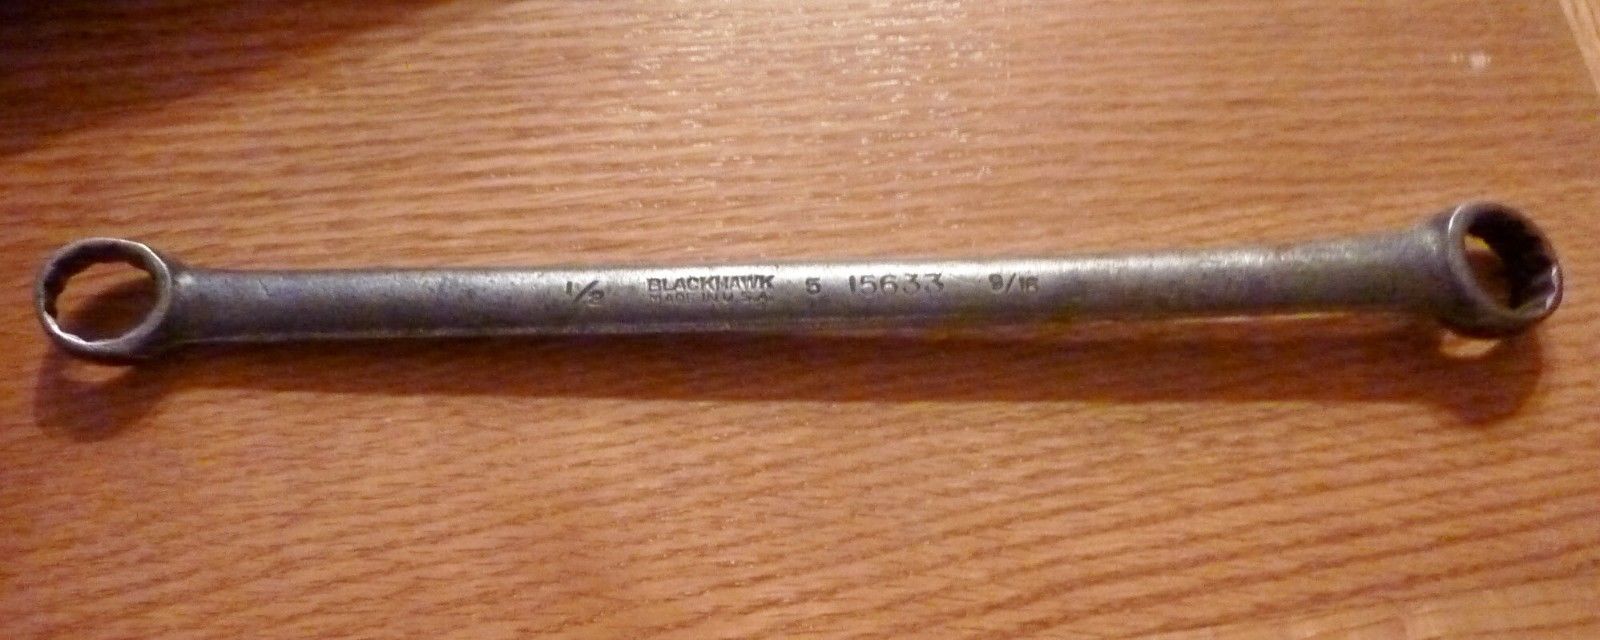 1/2 BLACKHAWK 5 15633 9/16
MADE IN U.S.A.